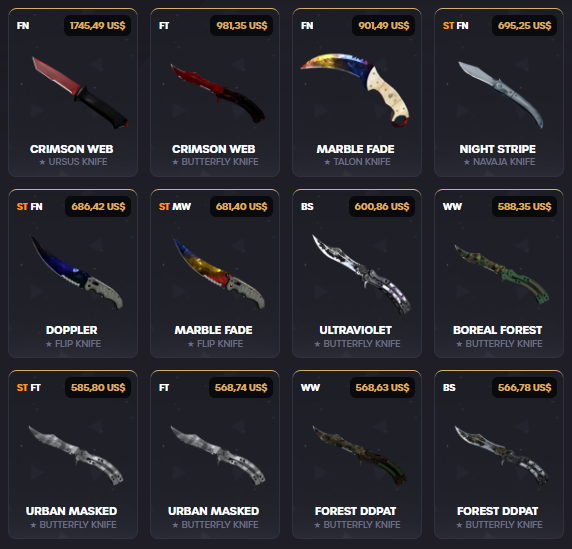 FN 1745,49 US$
CRIMSON WEB
★ URSUS KNIFE
FT 981,35 US$
CRIMSON WEB
★ BUTTERFLY KNIFE
FN 901,49 US$
MARBLE FADE
★ TALON KNIFE
ST FN 695,25 US$
NIGHT STRIPE
★ NAVAJA KNIFE
ST FN 686,42 US$
DOPPLER
★ FLIP KNIFE
ST MW 681,40 US$
MARBLE FADE
★ FLIP KNIFE
BS 600,86 US$
ULTRAVIOLET
★ BUTTERFLY KNIFE
WW 588,35 US$
BOREAL FOREST
★ BUTTERFLY KNIFE
ST FT 585,80 US$
URBAN MASKED
★ BUTTERFLY KNIFE
FT 568,74 US$
URBAN MASKED
★ BUTTERFLY KNIFE
WW 568,63 US$
FOREST DDPAT
★ BUTTERFLY KNIFE
BS 566,78 US$
FOREST DDPAT
★ BUTTERFLY KNIFE